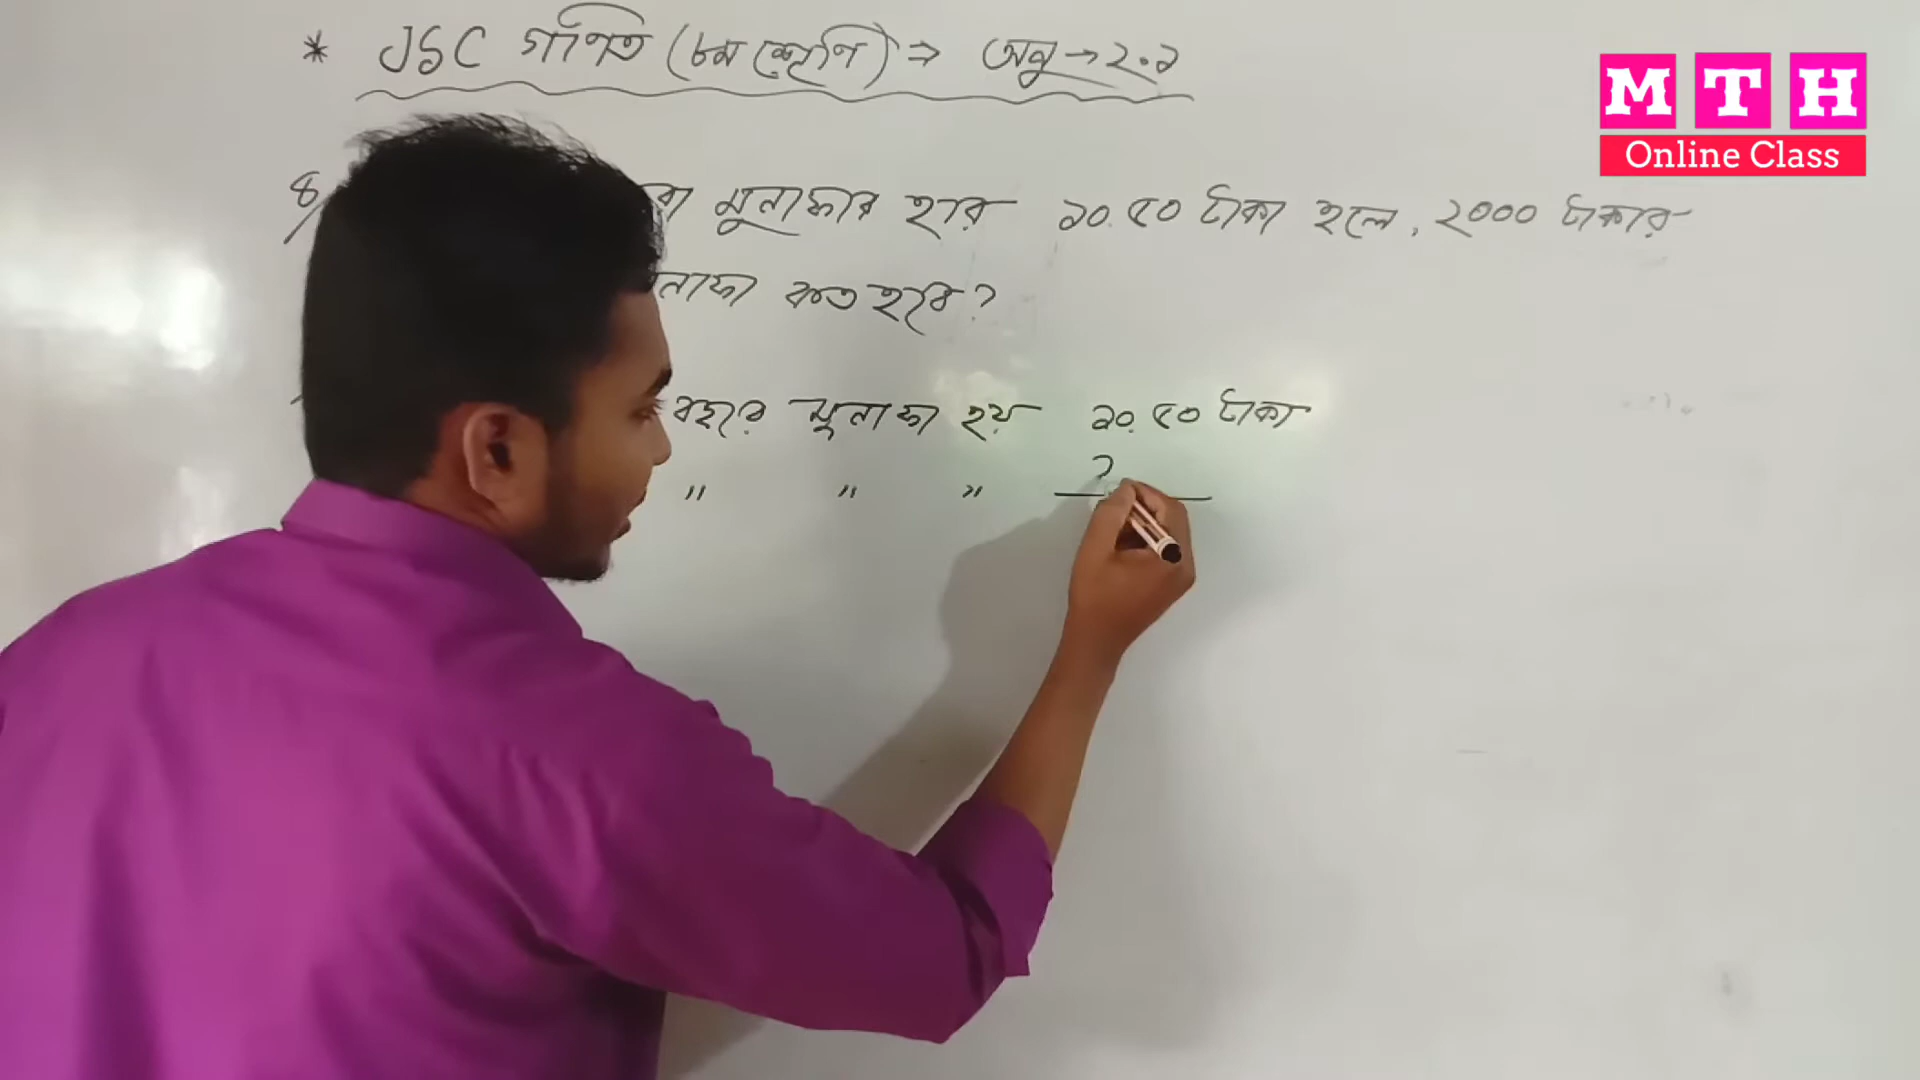 * JSC গণিত (৮ম শ্রেণি) ⇒ অনু → ২.১
MTH
Online Class
৪/ মুনাফার হার ১০.৫০ টাকা হলে, ২০০০ টাকার
কত হবে?
বছরে মুনাফা হয় ১০.৫০ টাকা
" " "